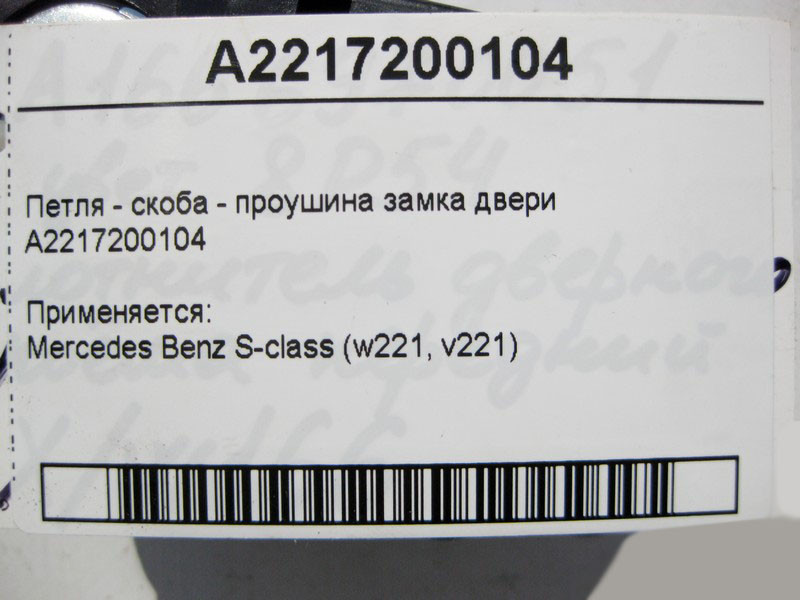 A2217200104
Петля - скоба - проушина замка двери
A2217200104
Применяется:
Mercedes Benz S-class (w221, v221)